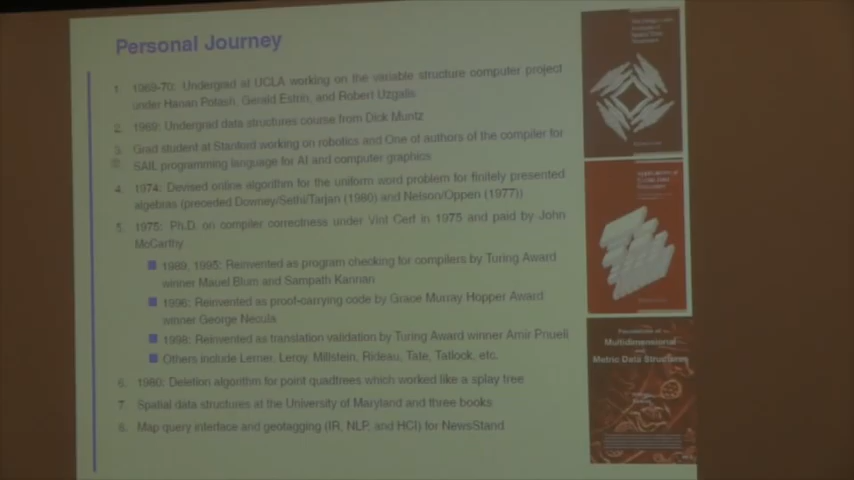 Personal Journey
1. 1969-70: Undergrad at UCLA working on the variable structure computer project
under Harian Potash, Gerald Estrin, and Robert Uzgalis
2. 1969: Undergrad data structures course from Dick Muntz
3. Grad student at Stanford working on robotics and One of authors of the compiler for
SAIL programming language for AI and computer graphics
4. 1974: Devised online algorithm for the uniform word problem for finitely presented
algebras (preceded Downey/Sethi/Tarjan (1980) and Nelson/Oppen (1977))
5. 1975: Ph.D. on compiler correctness under Vint Cerf in 1975 and paid by John
McCarthy
1989, 1995: Reinvented as program checking for compilers by Turing Award
winner Mauel Blum and Sampath Kannan
1996: Reinvented as proof-carrying code by Grace Murray Hopper Award
winner George Necula
1998: Reinvented as translation validation by Turing Award winner Amir Pnueli
Others include Lerner, Leroy, Millstein, Rideau, Tate, Tatlock, etc.
6. 1980: Deletion algorithm for point quadtrees which worked like a splay tree
7. Spatial data structures at the University of Maryland and three books
8. Map query interface and geotagging (IR, NLP, and HCI) for NewsStand
Foundations of
Multidimensional
and
Metric Data Structures